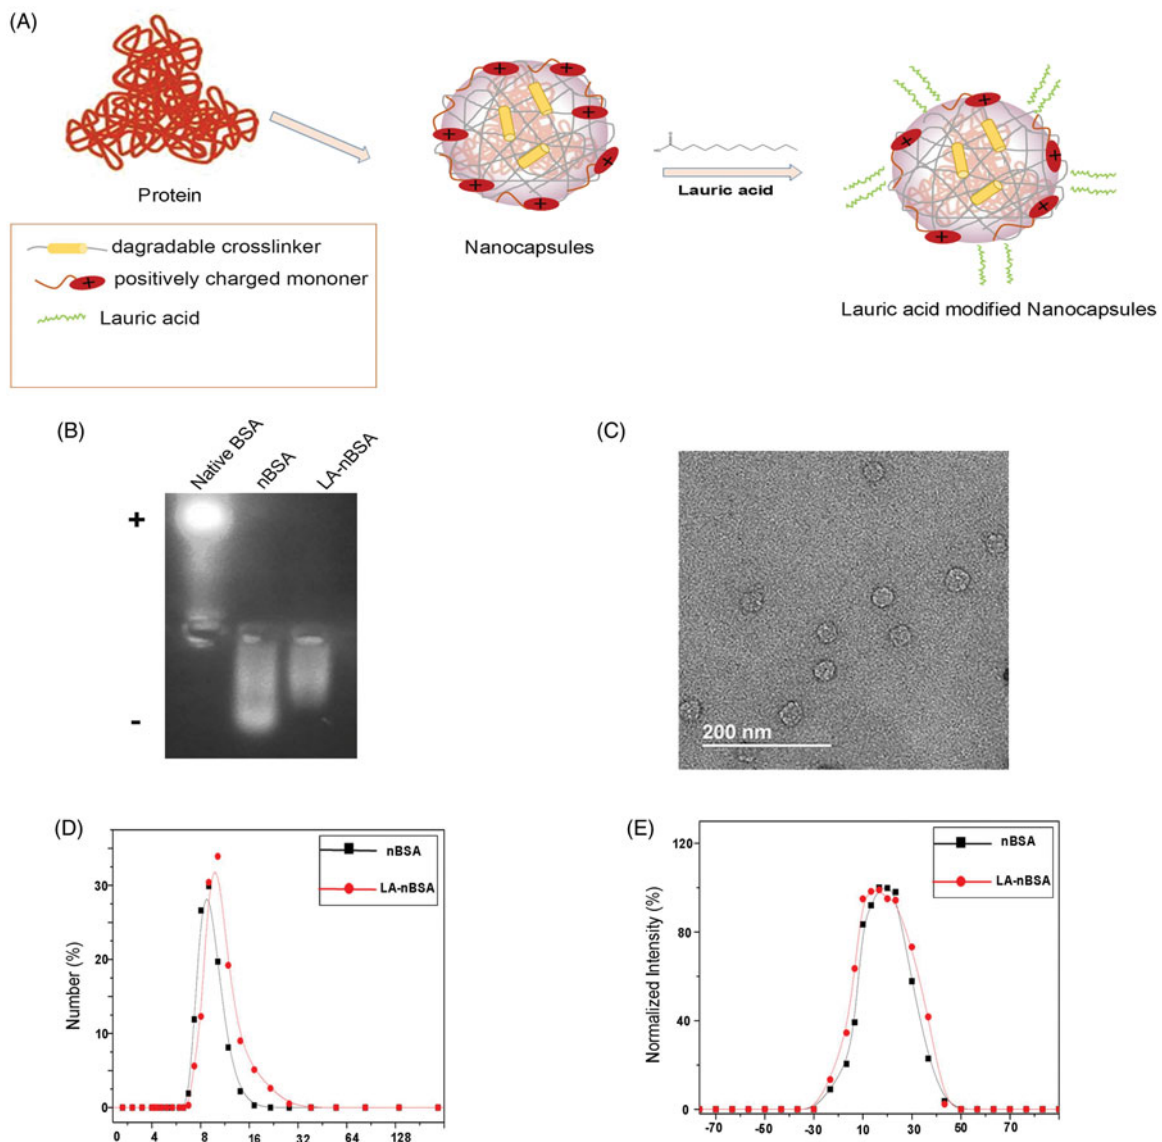 (A)
Protein
Nanocapsules
Lauric acid
Lauric acid modified Nanocapsules
dagradable crosslinker
positively charged mononer
Lauric acid
(B)
Native BSA
nBSA
LA-nBSA
+
-
(C)
200 nm
(D)
nBSA
LA-nBSA
Number (%)
30
20
10
0
0 4 8 16 32 64 128
(E)
nBSA
LA-nBSA
Normalized Intensity (%)
120
80
40
0
-70 -30 10 30 50 70